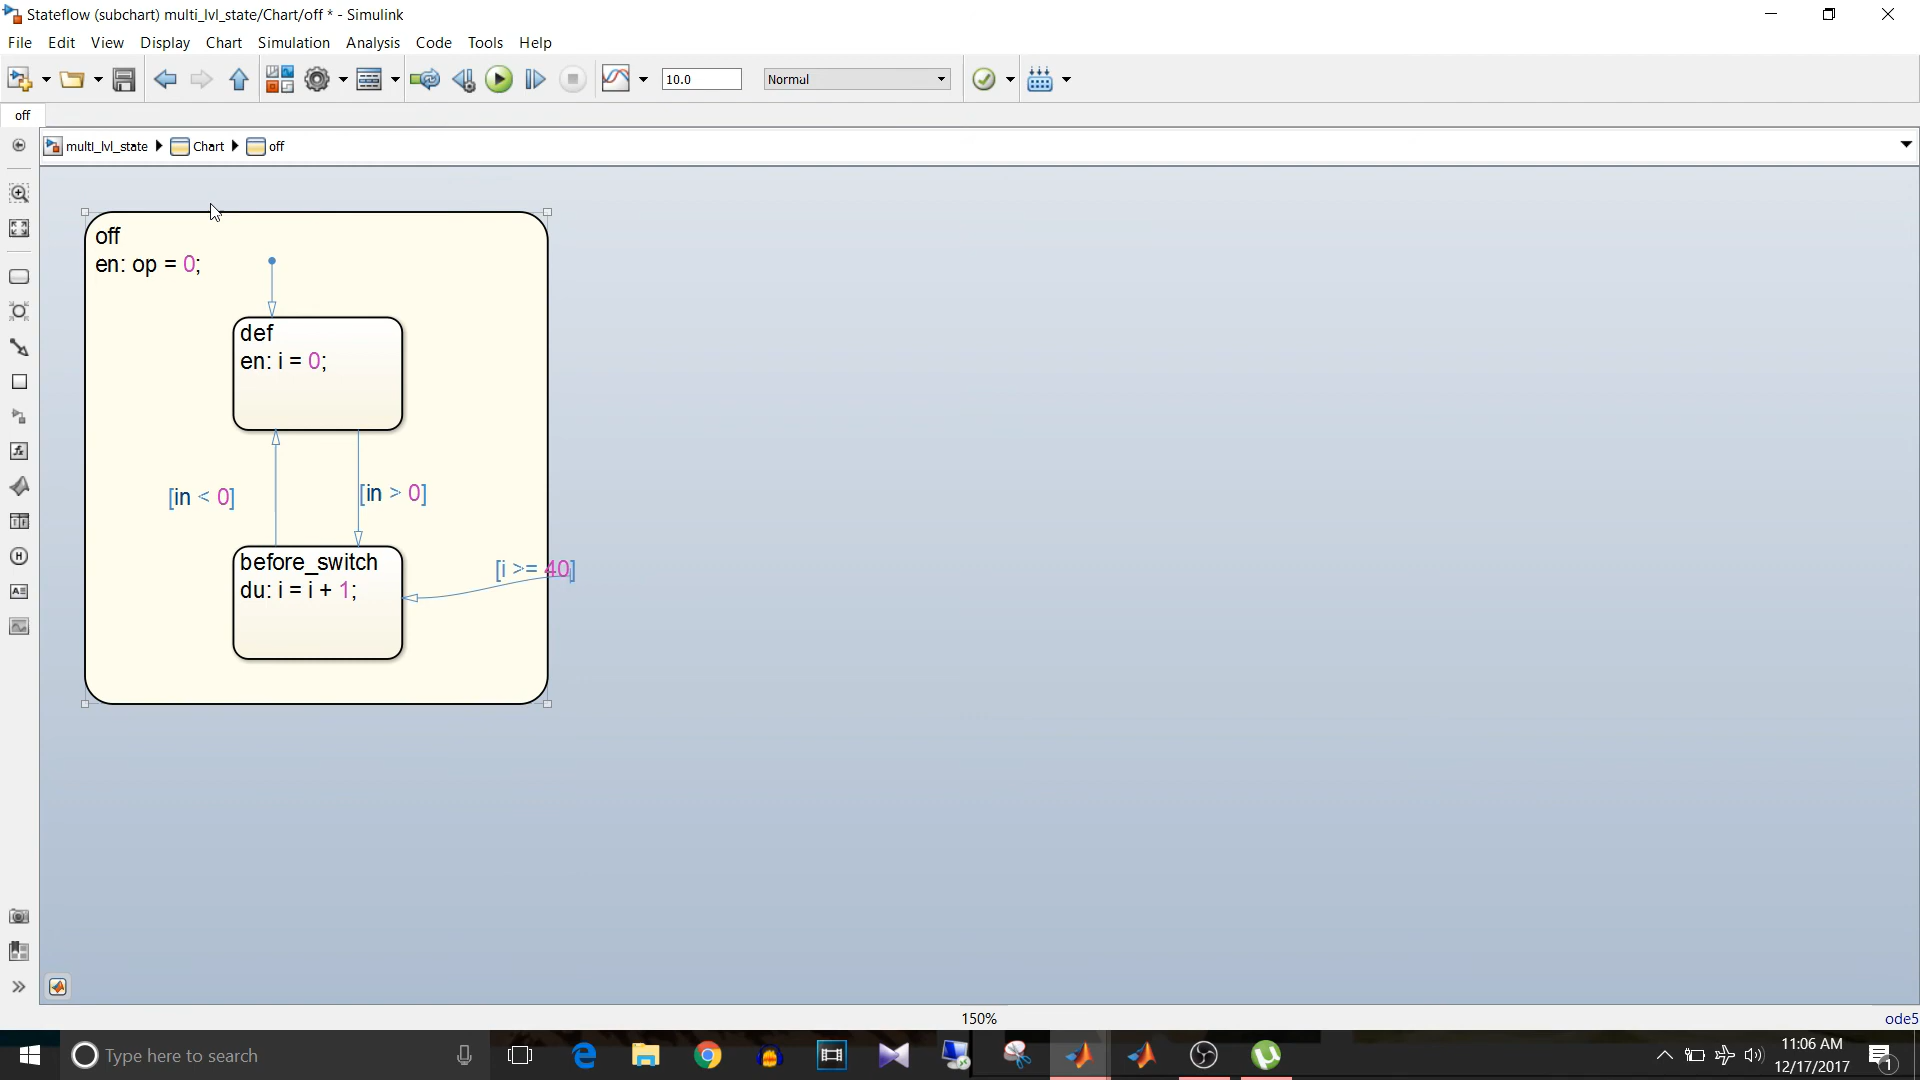 Stateflow (subchart) multi_lvl_state/Chart/off * - Simulink
File Edit View Display Chart Simulation Analysis Code Tools Help
10.0 Normal
off
multi_lvl_state Chart off
off
en: op = 0;
def
en: i = 0;
[in < 0] [in > 0]
before_switch
du: i = i + 1;
[i >= 40]
150% ode5
Type here to search
11:06 AM
12/17/2017
1